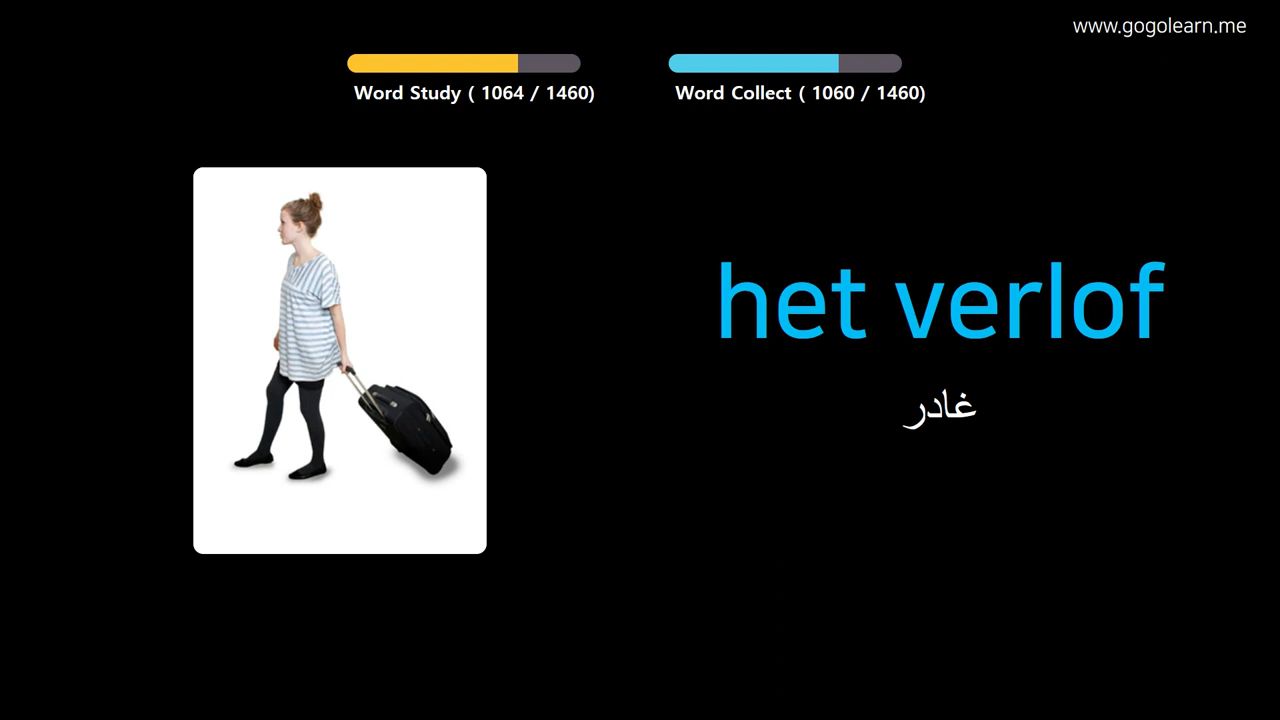 www.gogolearn.me
Word Study ( 1064 / 1460)
Word Collect ( 1060 / 1460)
het verlof
غادر